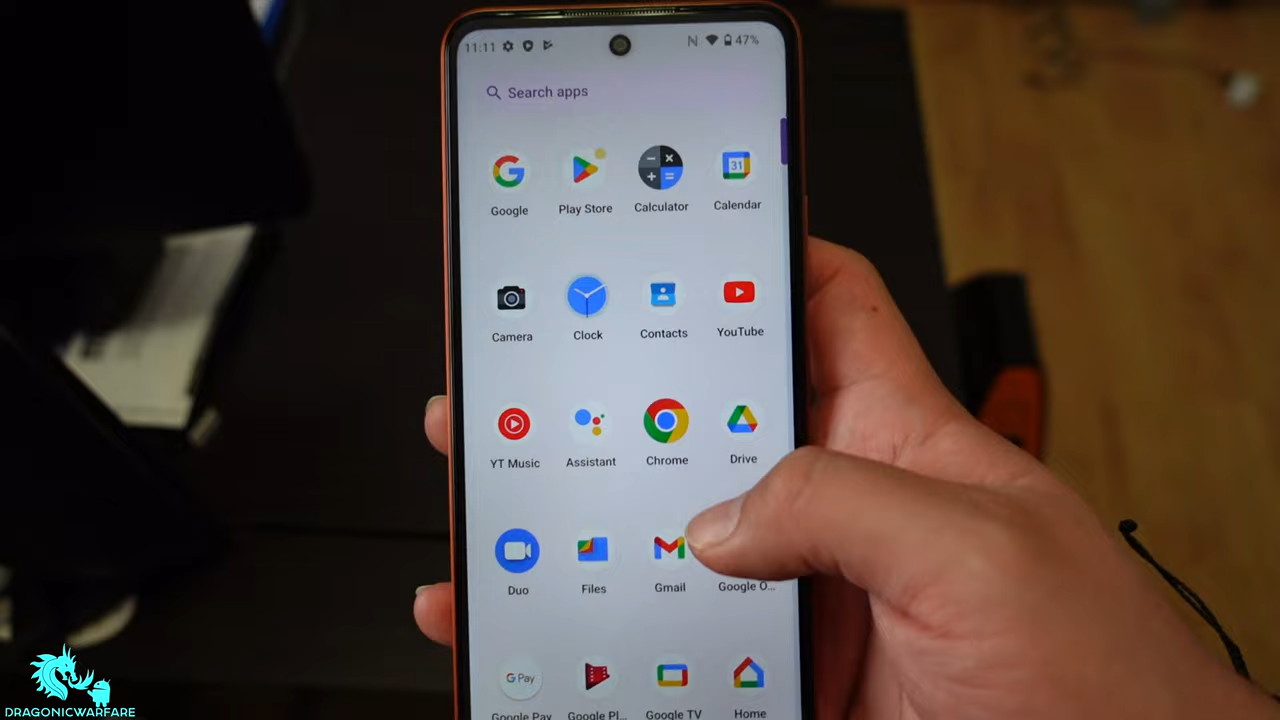 11:11
47%
Search apps
31
Google
Play Store
Calculator
Calendar
Camera
Clock
Contacts
YouTube
YT Music
Assistant
Chrome
Drive
Duo
Files
Gmail
Google O...
G Pay
Google Pay
Google Pl...
Google TV
Home
DRAGONICWARFARE